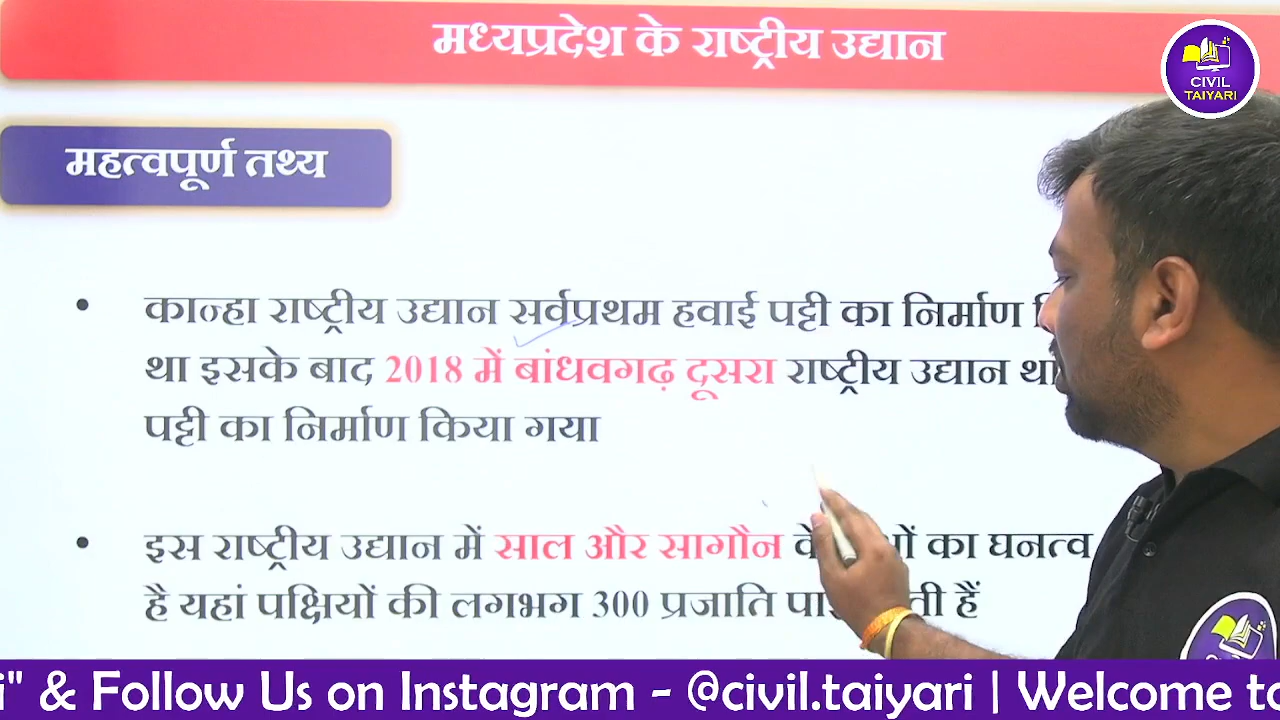 मध्यप्रदेश के राष्ट्रीय उद्यान
CIVIL
TAIYARI
महत्वपूर्ण तथ्य
• कान्हा राष्ट्रीय उद्यान सर्वप्रथम हवाई पट्टी का निर्माण
था इसके बाद 2018 में बांधवगढ़ दूसरा राष्ट्रीय उद्यान
पट्टी का निर्माण किया गया
• इस राष्ट्रीय उद्यान में साल और सागौन का घनत्व
है यहां पक्षियों की लगभग 300 प्रजाति हैं
& Follow Us on Instagram - @civil.taiyari | Welcome